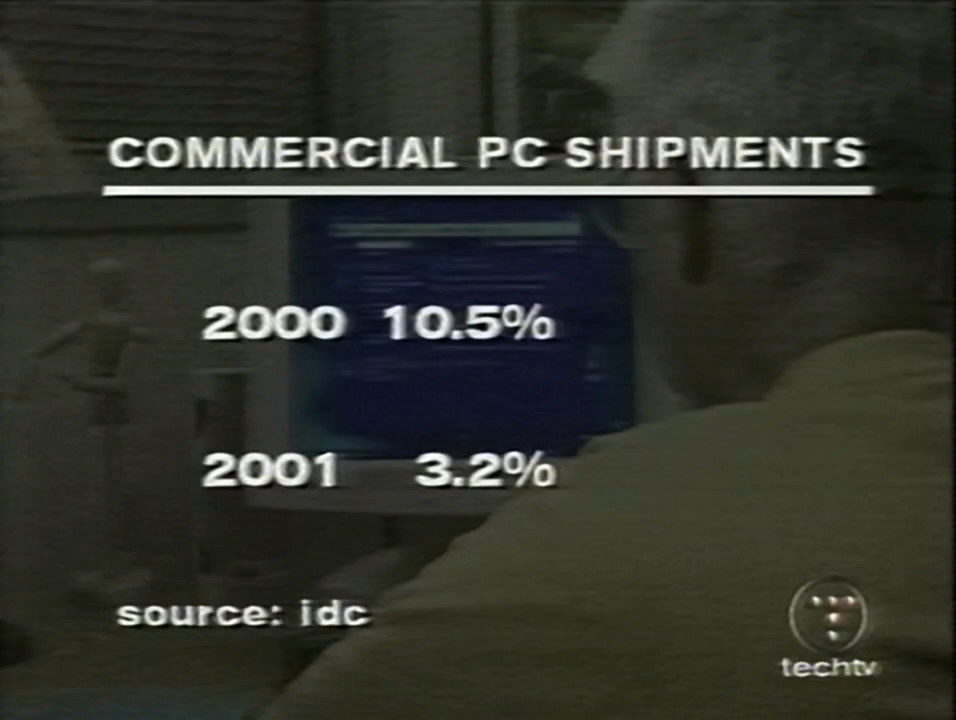 COMMERCIAL PC SHIPMENTS
2000 10.5%
2001 3.2%
source: idc
techtv